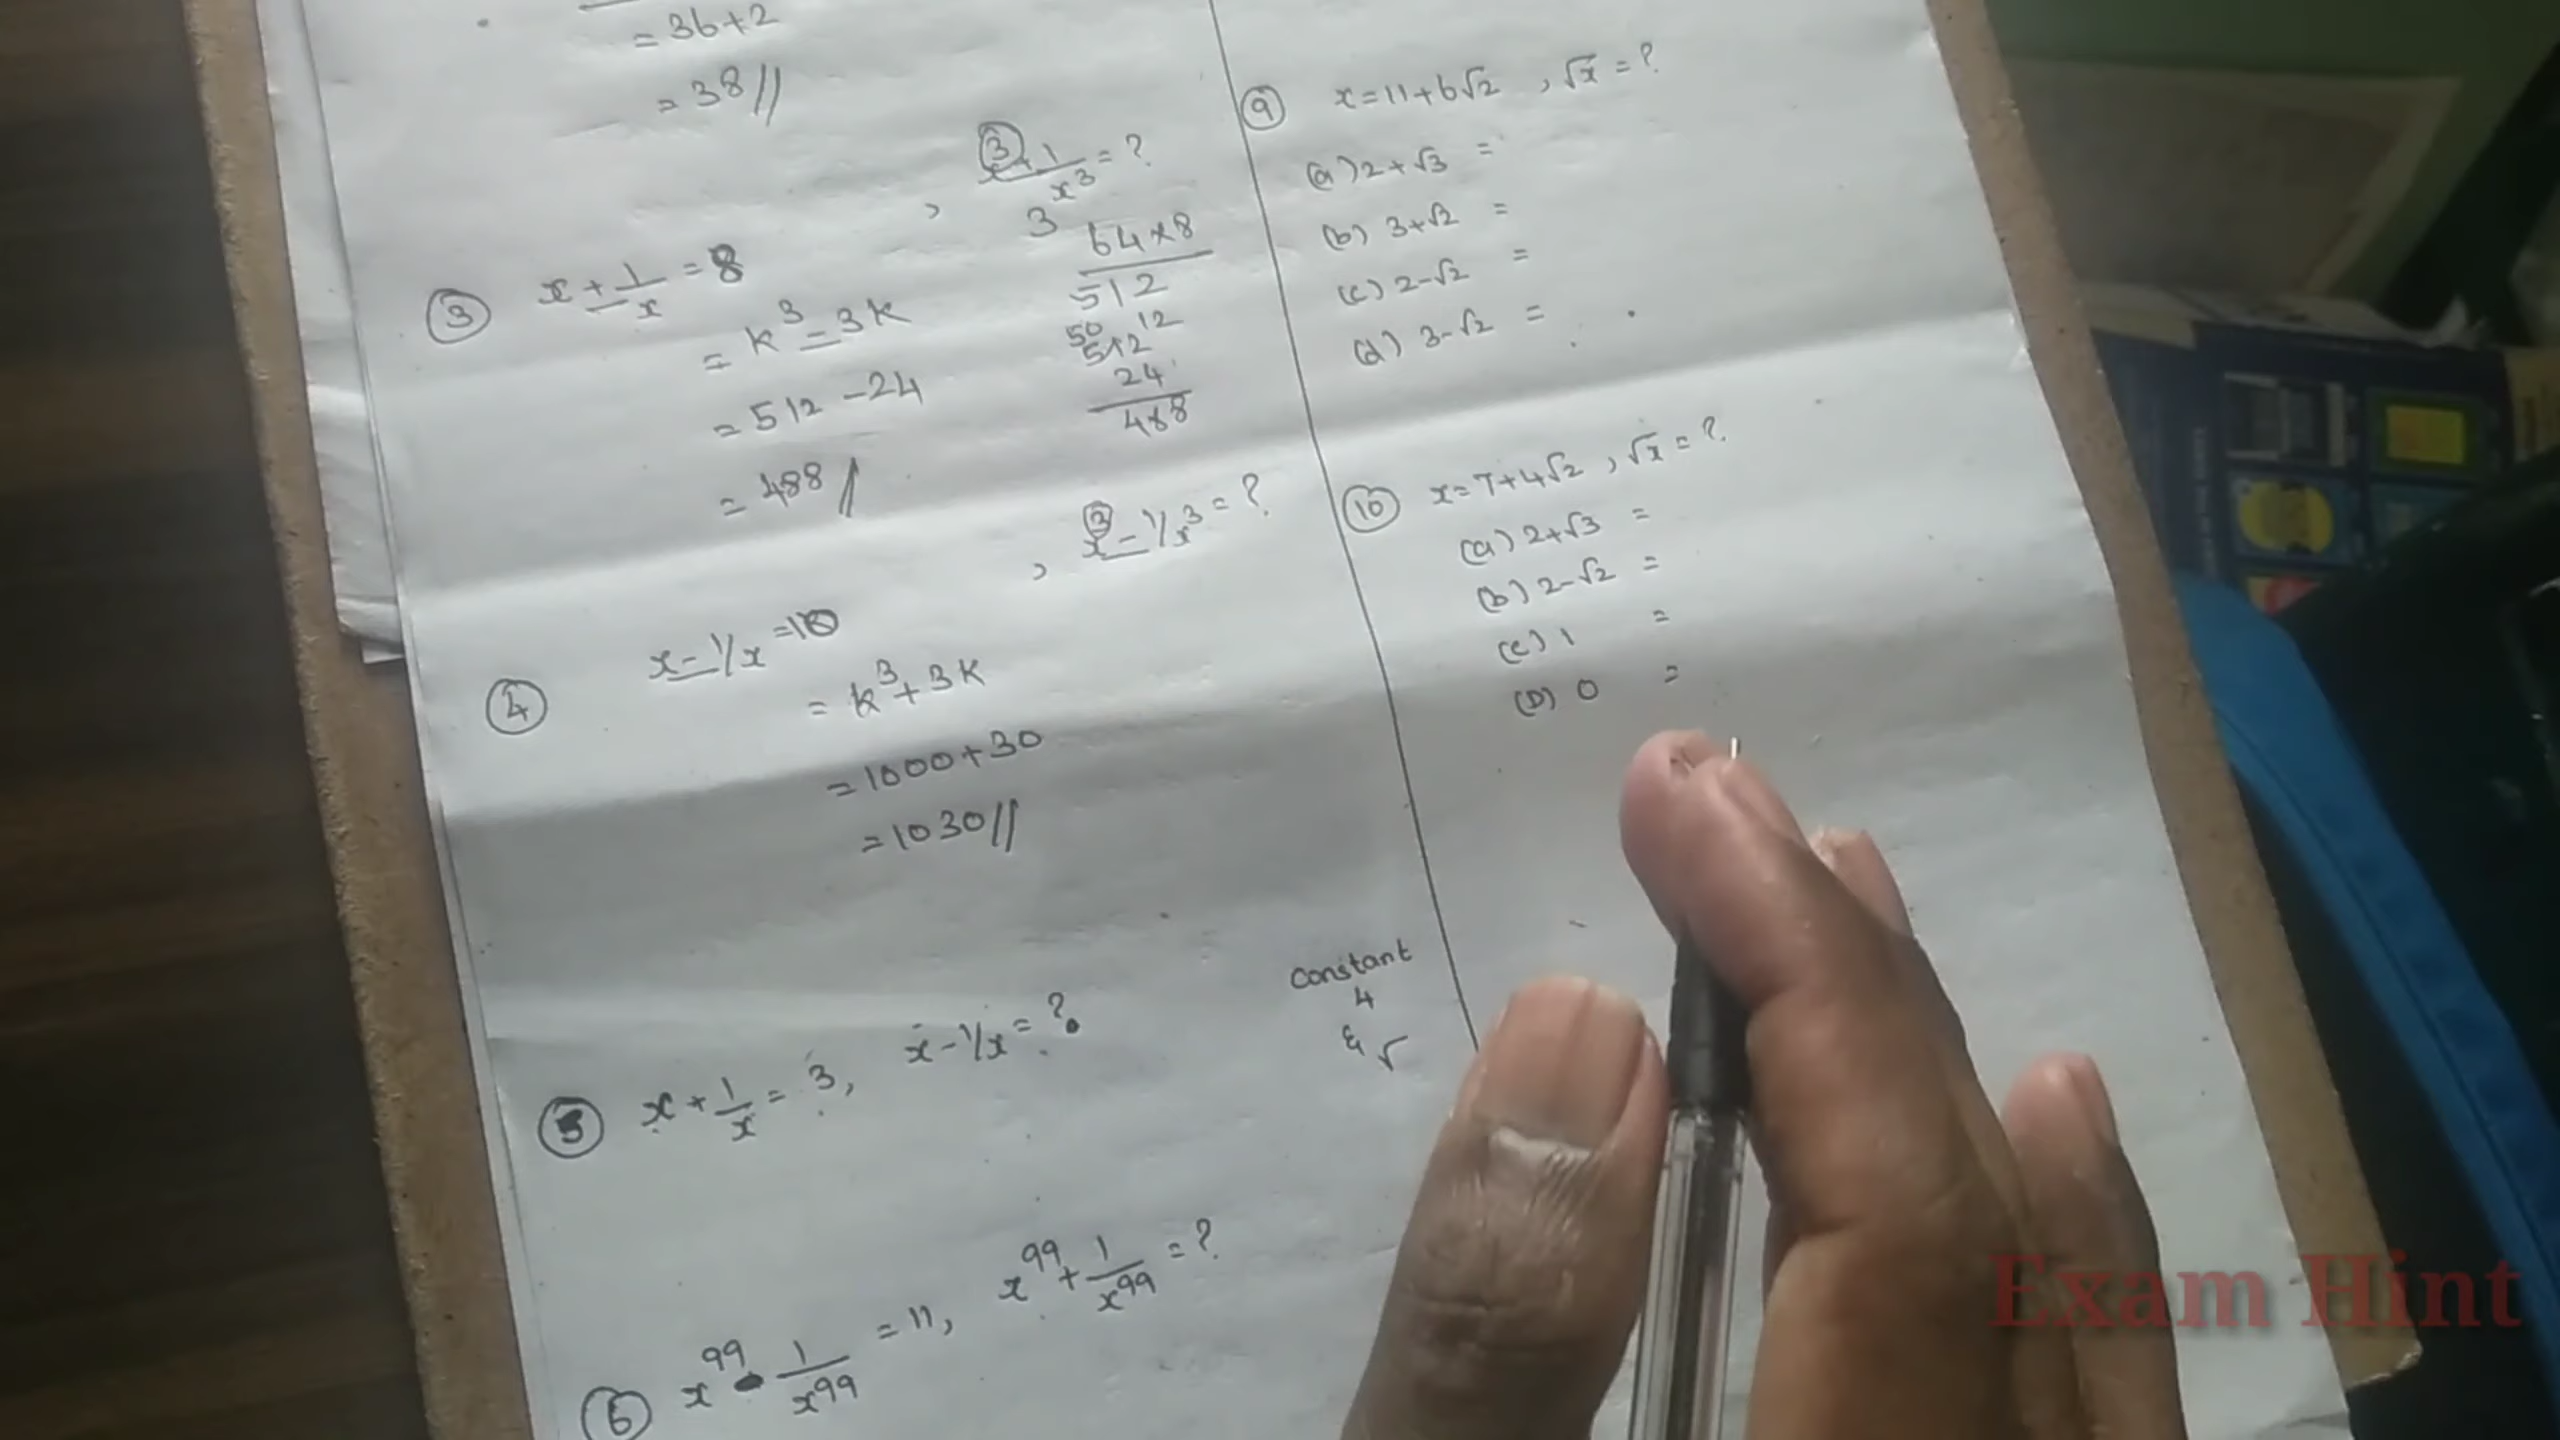 = 36+2
= 38//
③ x + 1/x = 8 , x³ + 1/x³ = ?
3
= k³ - 3k
= 512 - 24
= 488//
64×8
512
50 12
512
24
488
④ x - 1/x = 10 , x³ - 1/x³ = ?
= k³ + 3k
= 1000 + 30
= 1030//
⑤ x + 1/x = 3, x - 1/x = ?
Constant
4
& √
⑥ x⁹⁹ - 1/x⁹⁹ = 11, x⁹⁹ + 1/x⁹⁹ = ?
⑨ x = 11+6√2 , √x = ?
(a) 2+√3 =
(b) 3+√2 =
(c) 2-√2 =
(d) 3-√2 =
⑩ x = 7+4√2 , √x = ?
(a) 2+√3 =
(b) 2-√2 =
(c) 1 =
(D) 0 =
Exam Hint